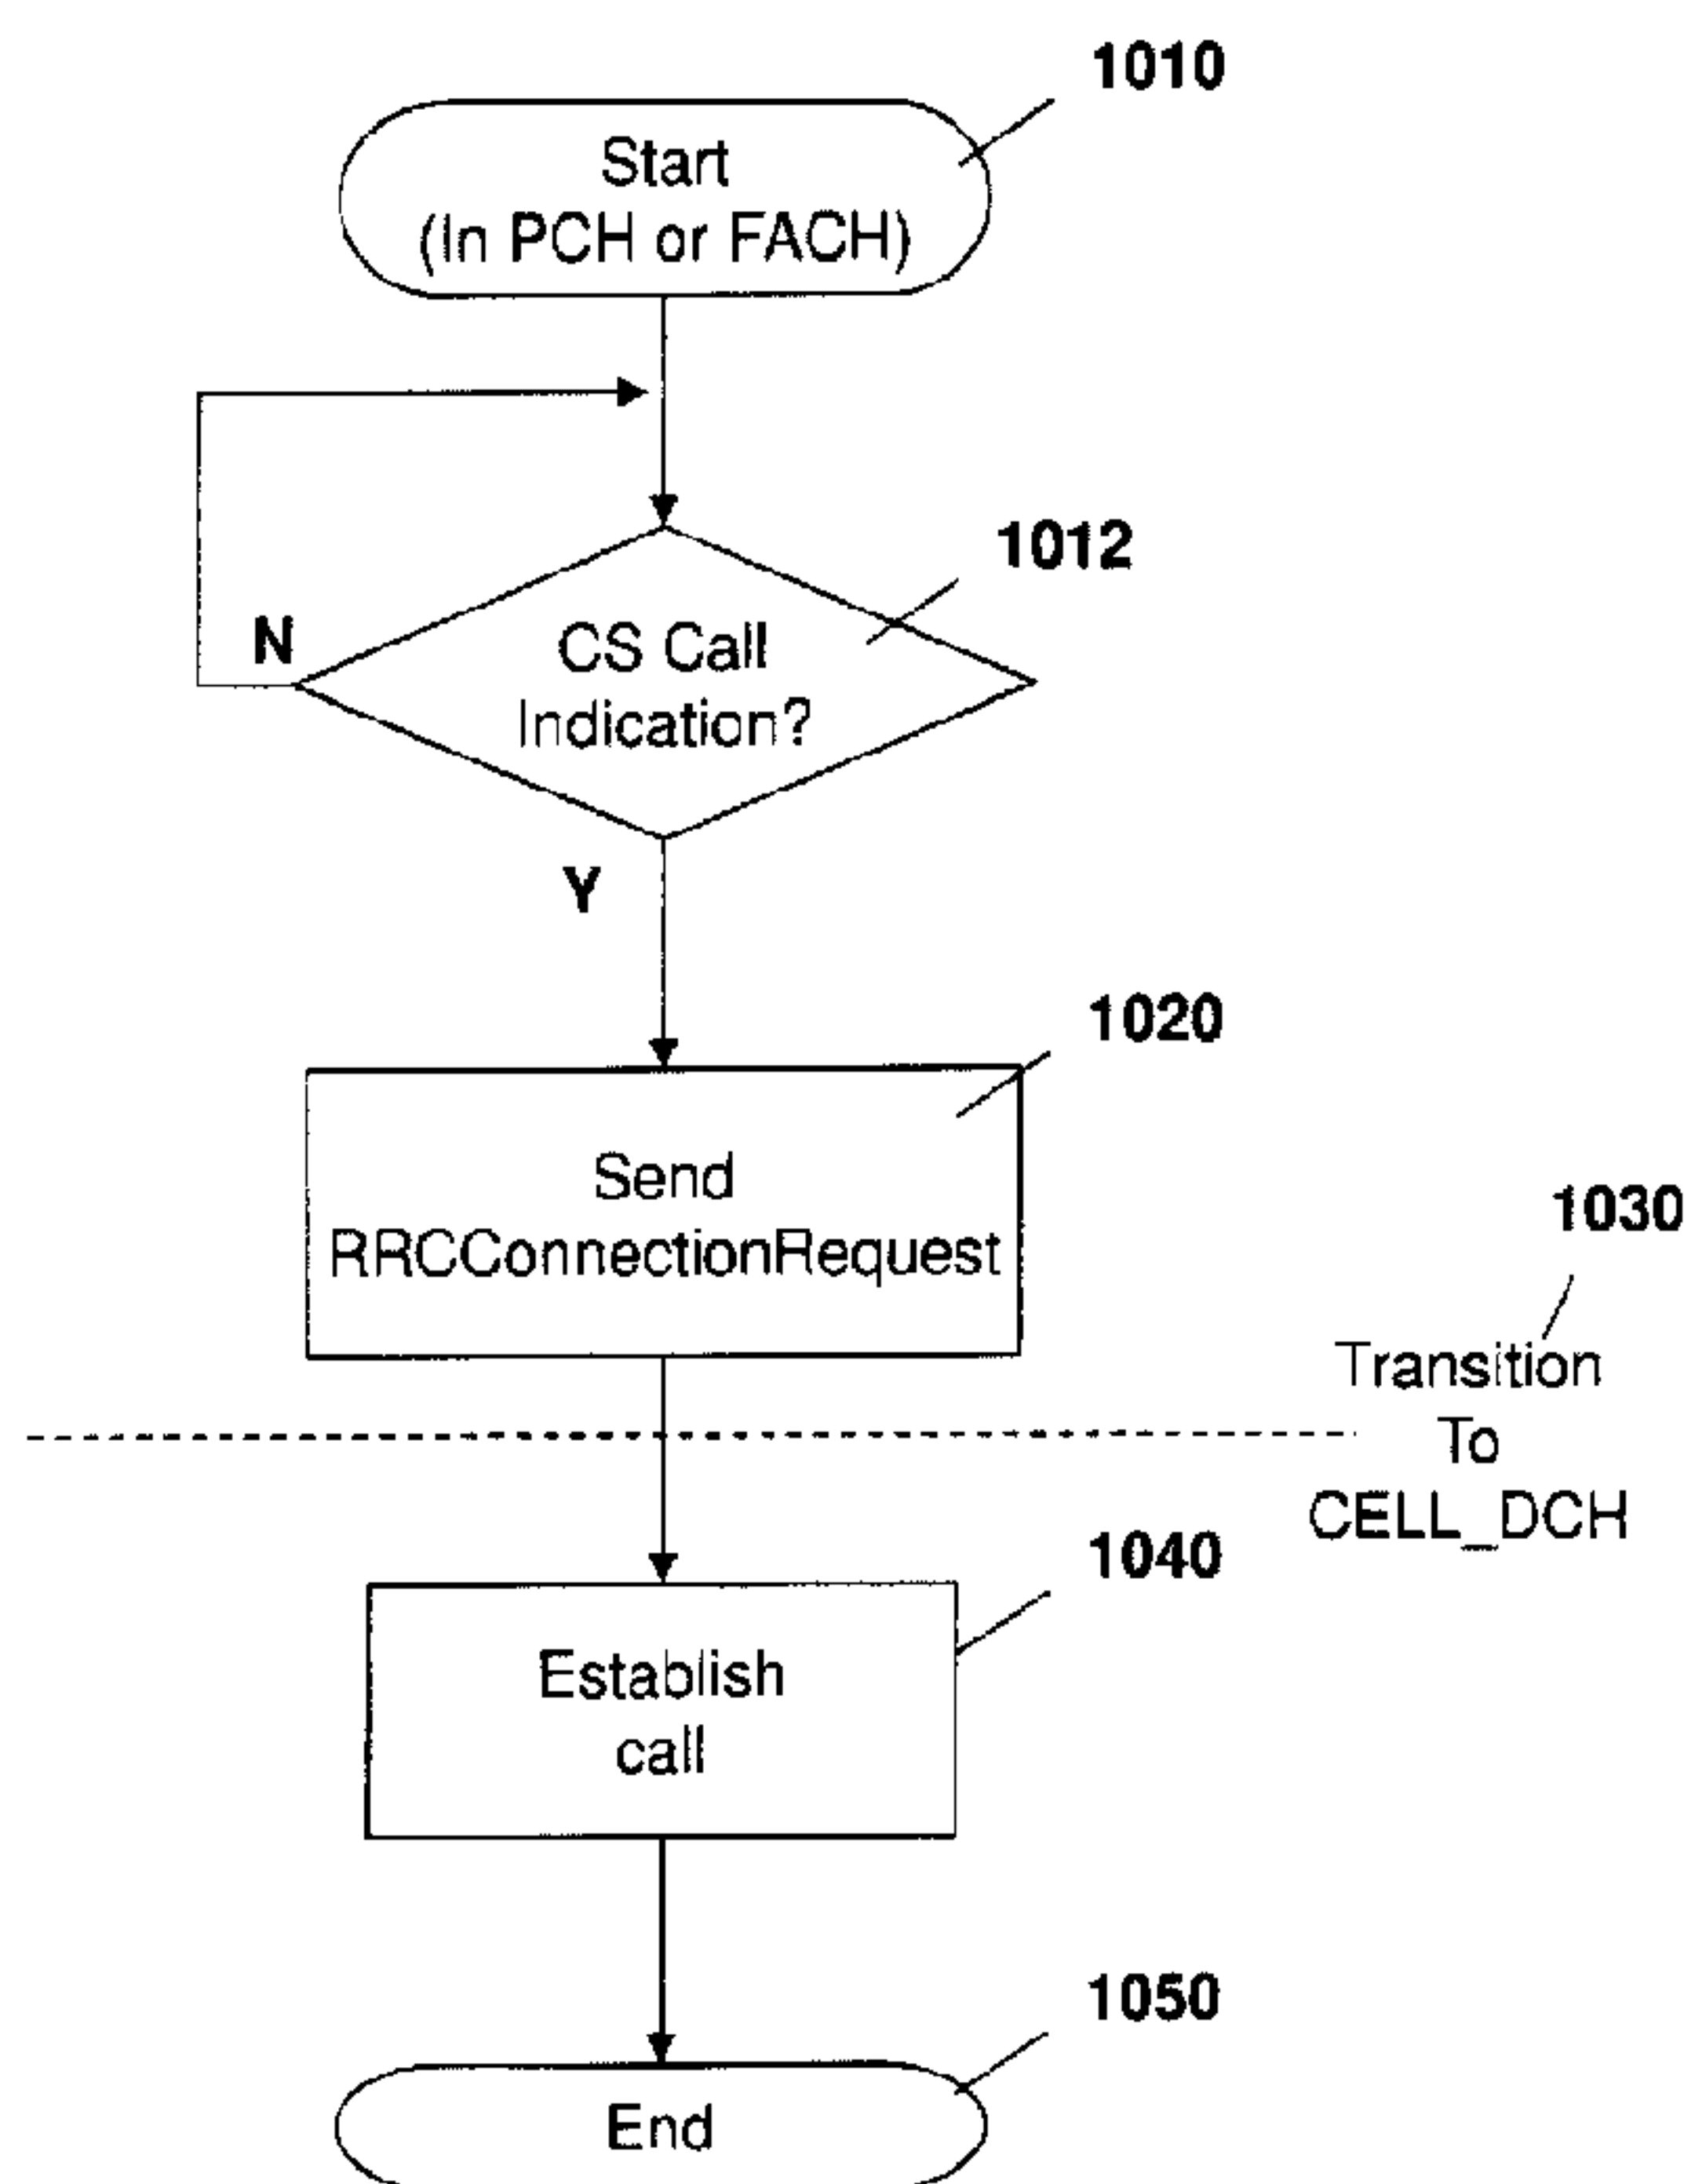 1010
Start
(In PCH or FACH)
1012
N
CS Call
Indication?
Y
1020
Send
RRCConnectionRequest
1030
Transition
To
CELL_DCH
1040
Establish
call
1050
End